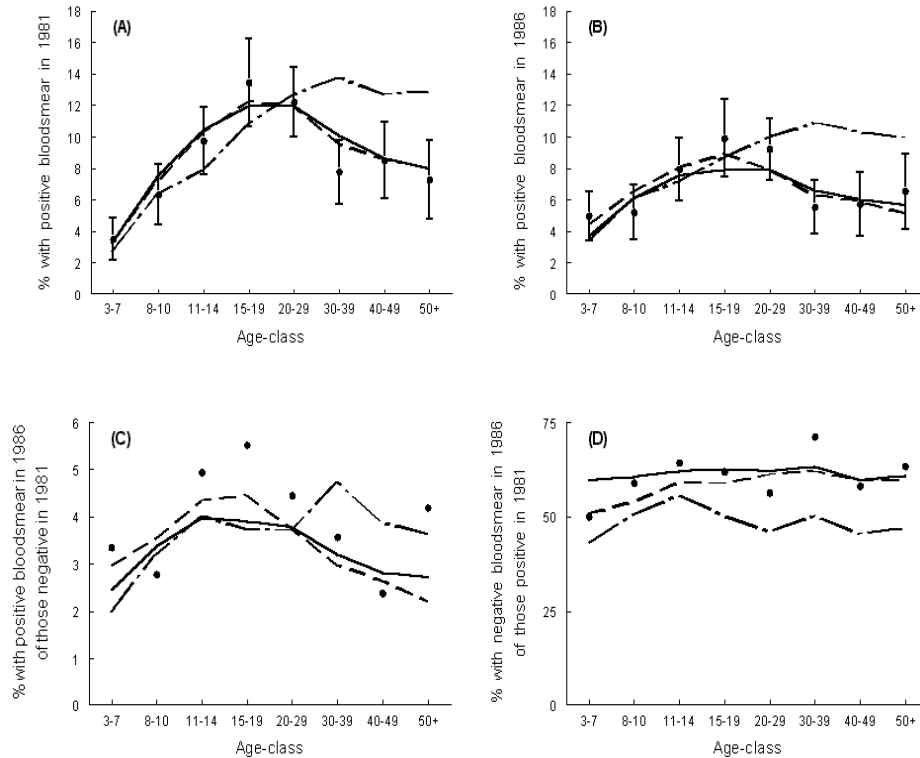 (A)
% with positive bloodsmear in 1981
18
16
14
12
10
8
6
4
2
0
3-7 8-10 11-14 15-19 20-29 30-39 40-49 50+
Age-class
(B)
% with positive bloodsmear in 1986
18
16
14
12
10
8
6
4
2
0
3-7 8-10 11-14 15-19 20-29 30-39 40-49 50+
Age-class
(C)
% with positive bloodsmear in 1986
of those negative in 1981
6
5
4
3
2
1
0
3-7 8-10 11-14 15-19 20-29 30-39 40-49 50+
Age-class
(D)
% with negative bloodsmear in 1986
of those positive in 1981
75
50
25
0
3-7 8-10 11-14 15-19 20-29 30-39 40-49 50+
Age-class